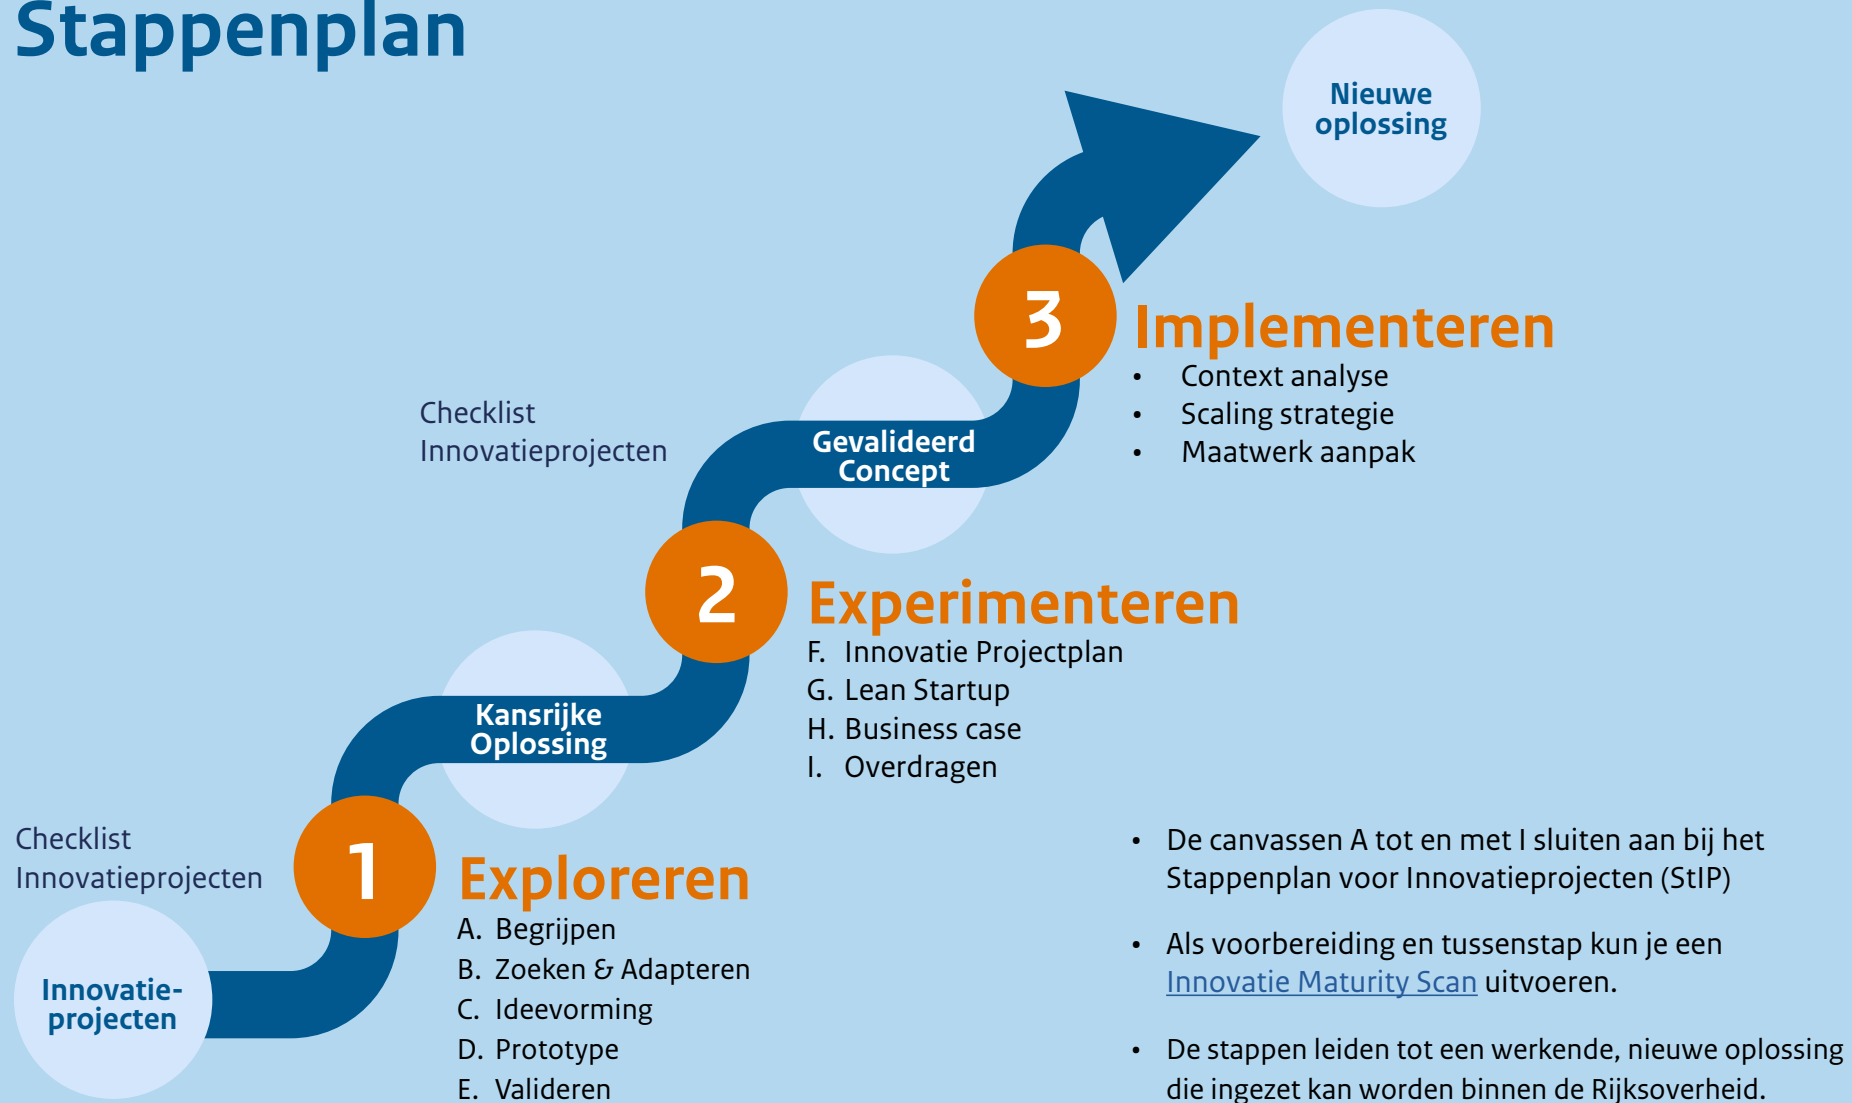 Stappenplan
Nieuwe
oplossing
3
Implementeren
• Context analyse
• Scaling strategie
• Maatwerk aanpak
Checklist
Innovatieprojecten
Gevalideerd
Concept
2
Experimenteren
F. Innovatie Projectplan
G. Lean Startup
H. Business case
I. Overdragen
Kansrijke
Oplossing
Checklist
Innovatieprojecten
1
Exploreren
A. Begrijpen
B. Zoeken & Adapteren
C. Ideevorming
D. Prototype
E. Valideren
Innovatie-
projecten
• De canvassen A tot en met I sluiten aan bij het
Stappenplan voor Innovatieprojecten (StIP)
• Als voorbereiding en tussenstap kun je een
Innovatie Maturity Scan uitvoeren.
• De stappen leiden tot een werkende, nieuwe oplossing
die ingezet kan worden binnen de Rijksoverheid.